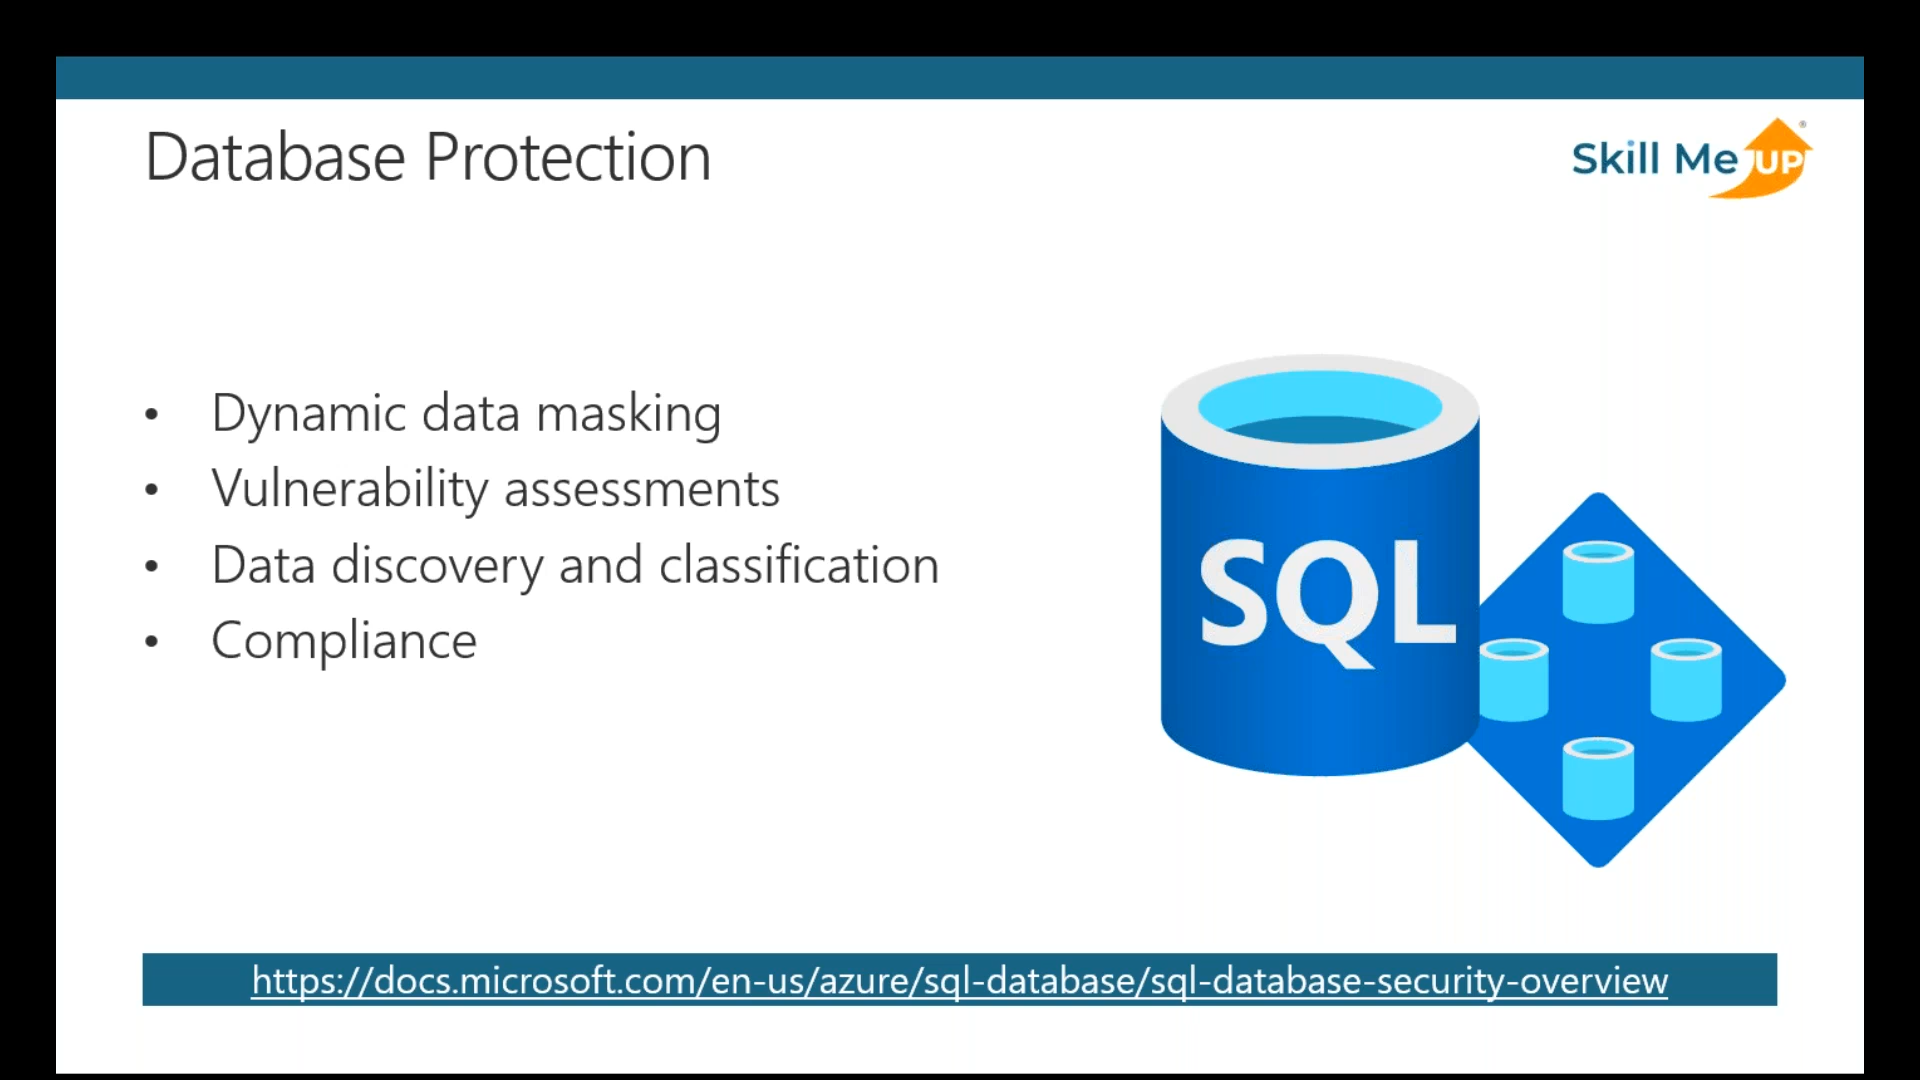 Database Protection
Skill Me UP®
• Dynamic data masking
• Vulnerability assessments
• Data discovery and classification
• Compliance
SQL
https://docs.microsoft.com/en-us/azure/sql-database/sql-database-security-overview